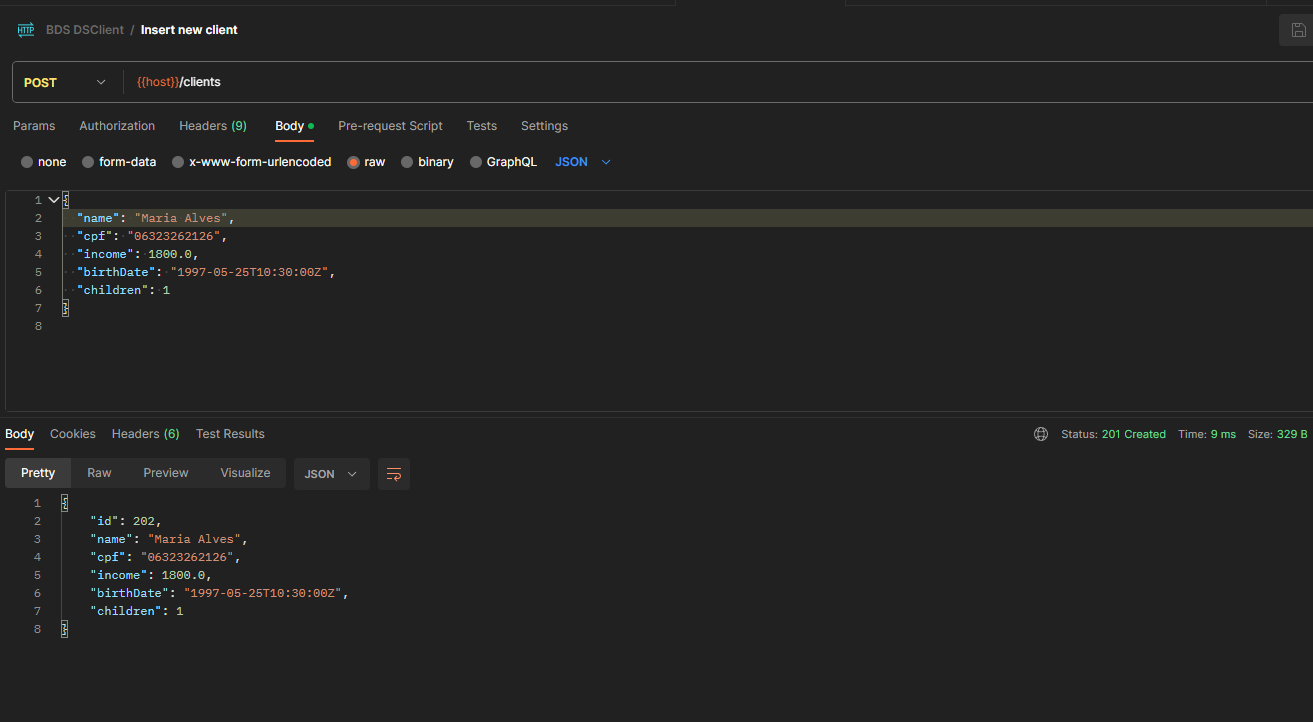 HTTP BDS DSClient / Insert new client
POST {{host}}/clients
Params Authorization Headers (9) Body Pre-request Script Tests Settings
none form-data x-www-form-urlencoded raw binary GraphQL JSON
1 {
2 "name": "Maria Alves",
3 "cpf": "06323262126",
4 "income": 1800.0,
5 "birthDate": "1997-05-25T10:30:00Z",
6 "children": 1
7 }
8
Body Cookies Headers (6) Test Results Status: 201 Created Time: 9 ms Size: 329 B
Pretty Raw Preview Visualize JSON
1 {
2 "id": 202,
3 "name": "Maria Alves",
4 "cpf": "06323262126",
5 "income": 1800.0,
6 "birthDate": "1997-05-25T10:30:00Z",
7 "children": 1
8 }